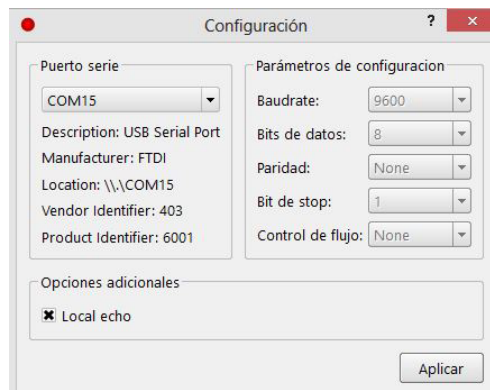 Configuración
?
×
Puerto serie
COM15
Description: USB Serial Port
Manufacturer: FTDI
Location: \\.\COM15
Vendor Identifier: 403
Product Identifier: 6001
Parámetros de configuracion
Baudrate: 9600
Bits de datos: 8
Paridad: None
Bit de stop: 1
Control de flujo: None
Opciones adicionales
Local echo
Aplicar